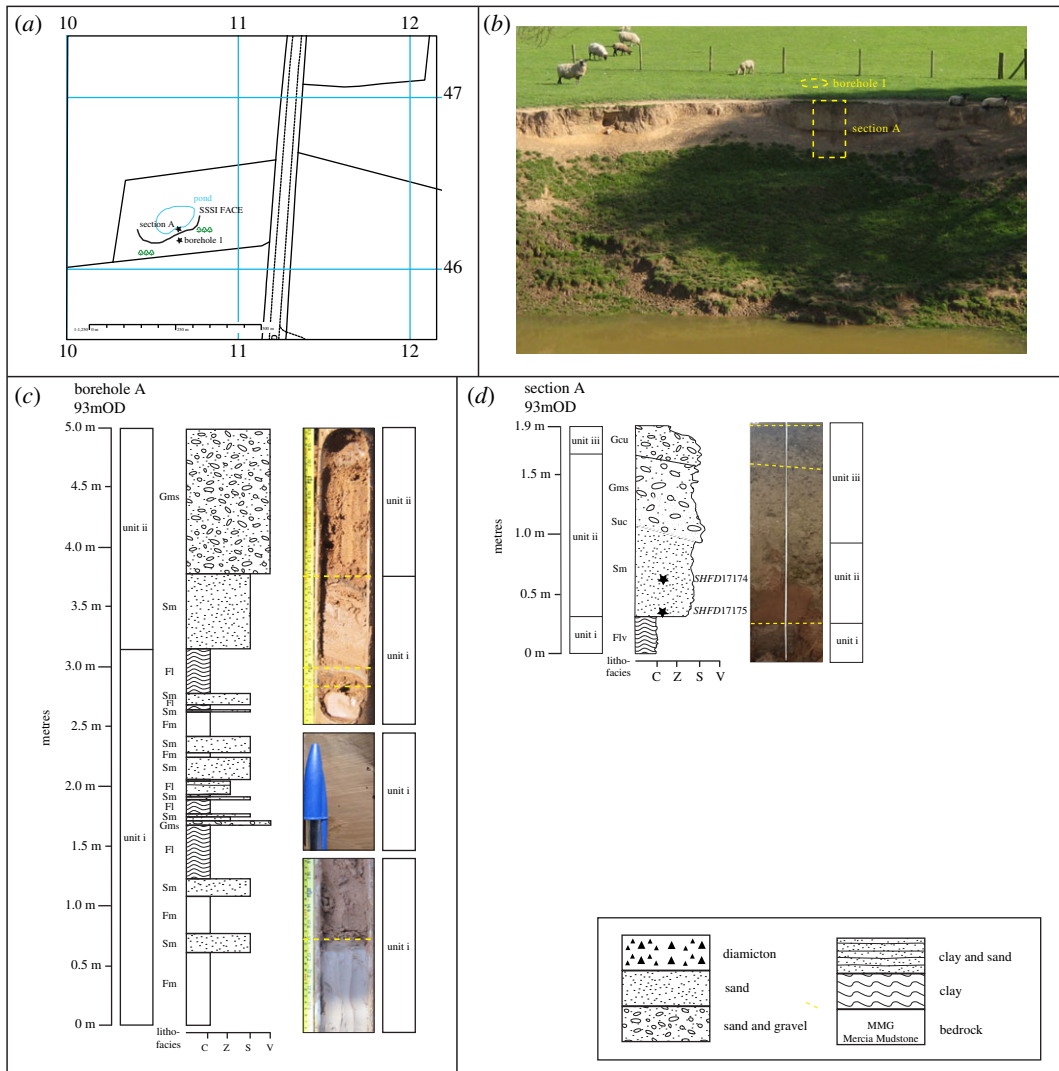 (a)
10
11
12
47
pond
SSSI FACE
section A
borehole 1
46
0 m
250 m
10
11
12
(b)
borehole 1
section A
(c)
borehole A
93mOD
5.0 m
4.5 m
4.0 m
3.5 m
3.0 m
2.5 m
2.0 m
1.5 m
1.0 m
0.5 m
0 m
metres
unit ii
unit i
Gms
Sm
Fl
Sm
Fl
Sm
Fm
Sm
Fm
Sm
Fl
Sm
Fl
Sm
Gms
Fl
Sm
Fm
Sm
Fm
litho-
facies
C Z S V
unit ii
unit i
unit i
unit i
(d)
section A
93mOD
1.9 m
1.5 m
1.0 m
0.5 m
0 m
metres
unit iii
unit ii
unit i
Gcu
Gms
Suc
Sm
Flv
SHFD17174
SHFD17175
litho-
facies
C Z S V
unit iii
unit ii
unit i
diamicton
sand
sand and gravel
clay and sand
clay
MMG
Mercia Mudstone
bedrock